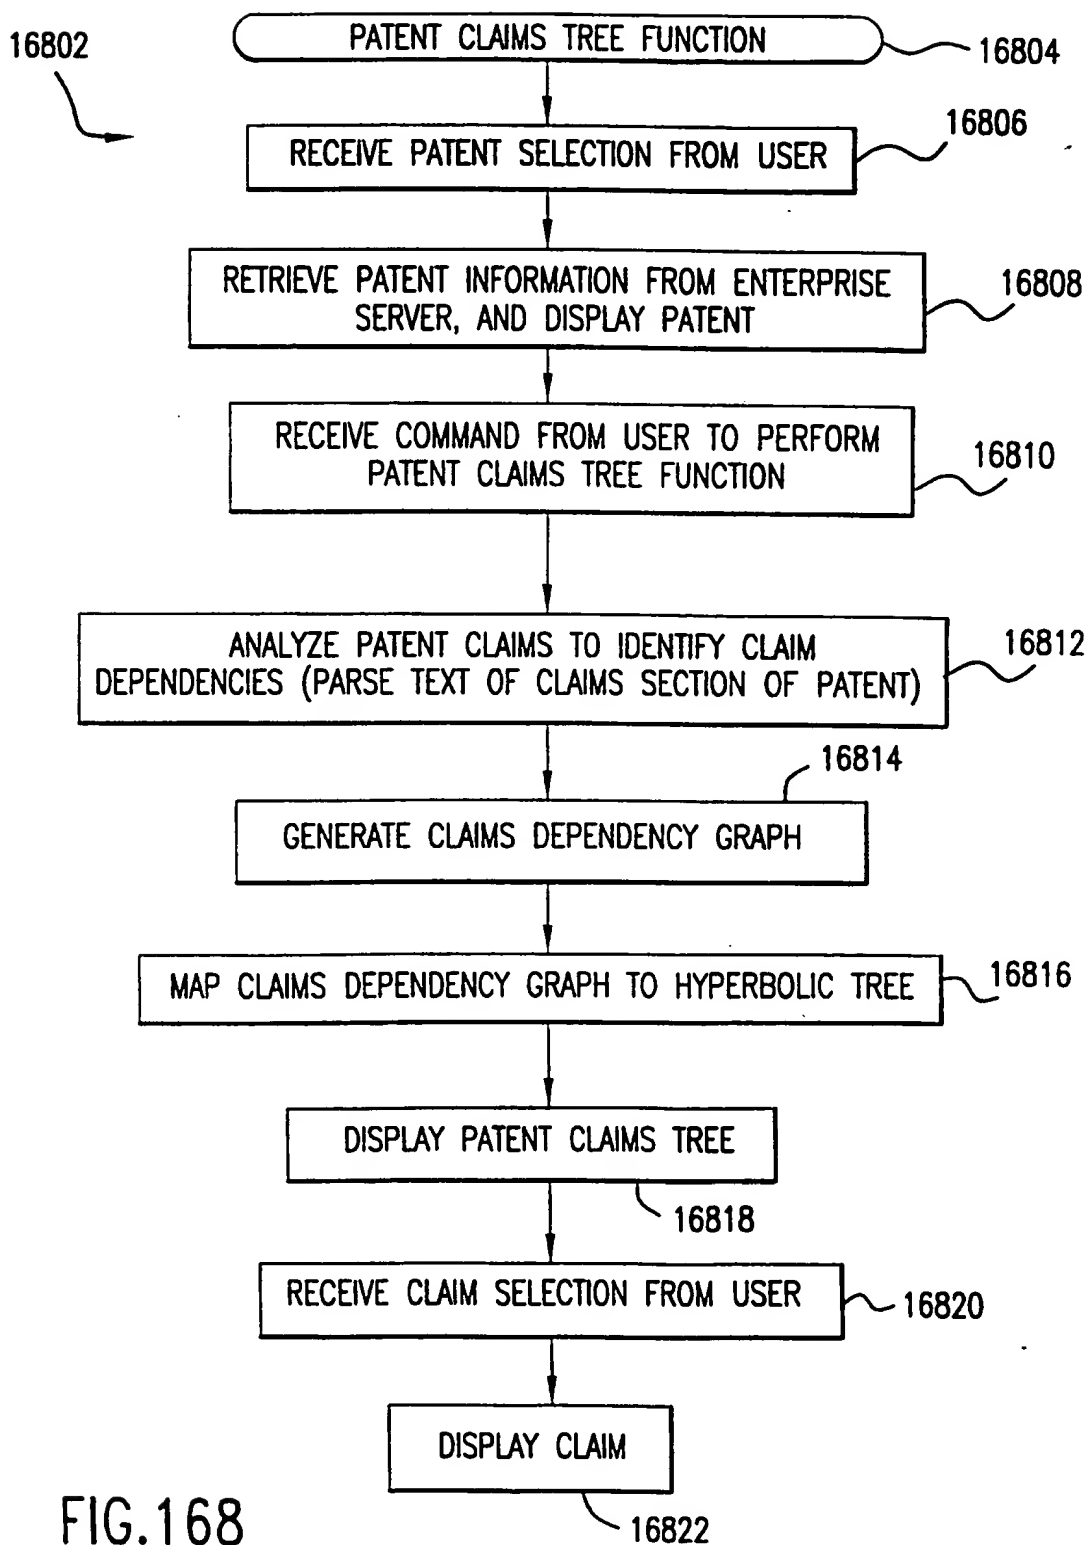 16802
PATENT CLAIMS TREE FUNCTION
16804
RECEIVE PATENT SELECTION FROM USER
16806
RETRIEVE PATENT INFORMATION FROM ENTERPRISE
SERVER, AND DISPLAY PATENT
16808
RECEIVE COMMAND FROM USER TO PERFORM
PATENT CLAIMS TREE FUNCTION
16810
ANALYZE PATENT CLAIMS TO IDENTIFY CLAIM
DEPENDENCIES (PARSE TEXT OF CLAIMS SECTION OF PATENT)
16812
16814
GENERATE CLAIMS DEPENDENCY GRAPH
MAP CLAIMS DEPENDENCY GRAPH TO HYPERBOLIC TREE
16816
DISPLAY PATENT CLAIMS TREE
16818
RECEIVE CLAIM SELECTION FROM USER
16820
DISPLAY CLAIM
16822
FIG.168